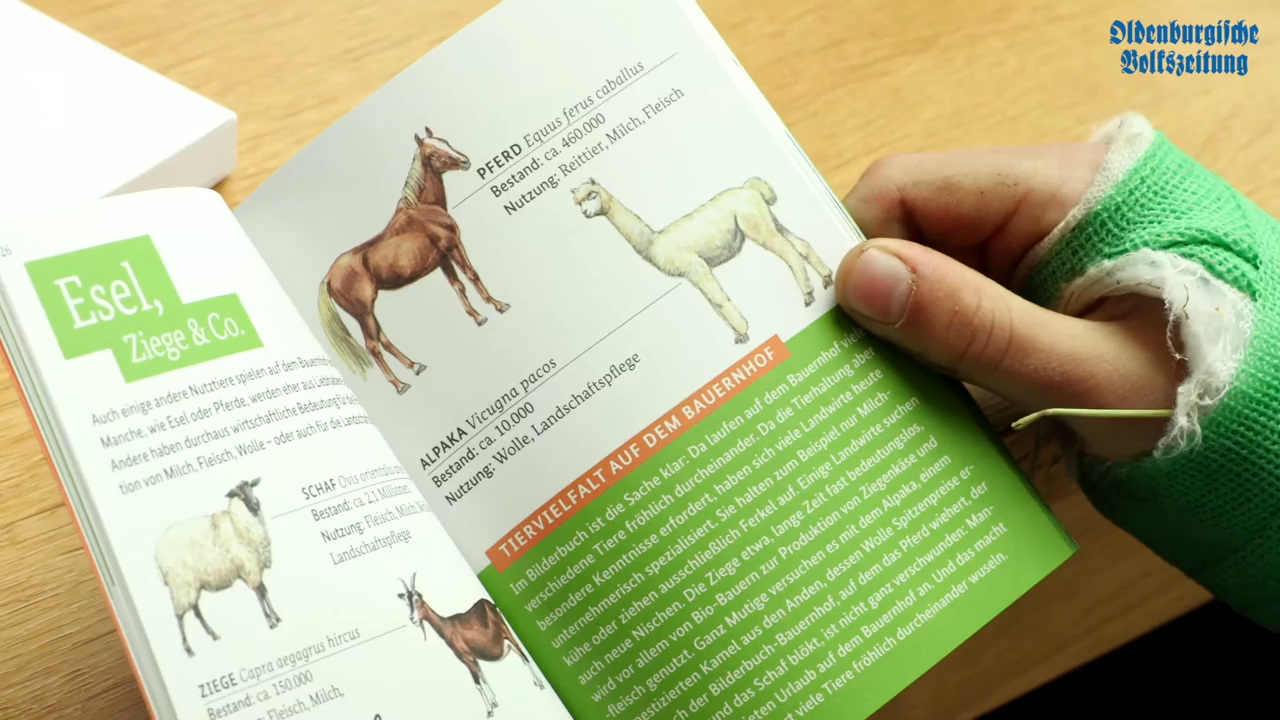 Oldenburgische
Volkszeitung
26
Esel,
Ziege & Co.
Auch einige andere Nutztiere spielen auf dem
Manche, wie Esel oder Pferde, werden eher aus
Andere haben durchaus wirtschaftliche Bedeutung für
tion von Milch, Fleisch, Wolle – oder auch für die
SCHAF Ovis orientalis
Bestand: ca. 2,1 Millionen
Nutzung: Fleisch, Milch,
Landschaftspflege
ZIEGE Capra aegagrus hircus
Bestand: ca. 150.000
Fleisch, Milch,
PFERD Equus ferus caballus
Bestand: ca. 460.000
Nutzung: Reittier, Milch, Fleisch
ALPAKA Vicugna pacos
Bestand: ca. 10.000
Nutzung: Wolle, Landschaftspflege
TIERVIELFALT AUF DEM BAUERNHOF
Im Bilderbuch ist die Sache klar: Da laufen auf dem Bauernhof viele
verschiedene Tiere fröhlich durcheinander. Da die Tierhaltung aber
besondere Kenntnisse erfordert, haben sich viele Landwirte heute
unternehmerisch spezialisiert. Sie halten zum Beispiel nur Milch-
kühe oder ziehen ausschließlich Ferkel auf. Einige Landwirte suchen
auch neue Nischen. Die Ziege etwa, lange Zeit fast bedeutungslos,
wird vor allem von Bio-Bauern zur Produktion von Ziegenkäse und
-fleisch genutzt. Ganz Mutige versuchen es mit dem Alpaka, einem
domestizierten Kamel aus den Anden, dessen Wolle Spitzenpreise er-
der Bilderbuch-Bauernhof, auf dem das Pferd wiehert, der
und das Schaf blökt, ist nicht ganz verschwunden: Man-
Urlaub auf dem Bauernhof an. Und das macht
viele Tiere fröhlich durcheinander wuseln.